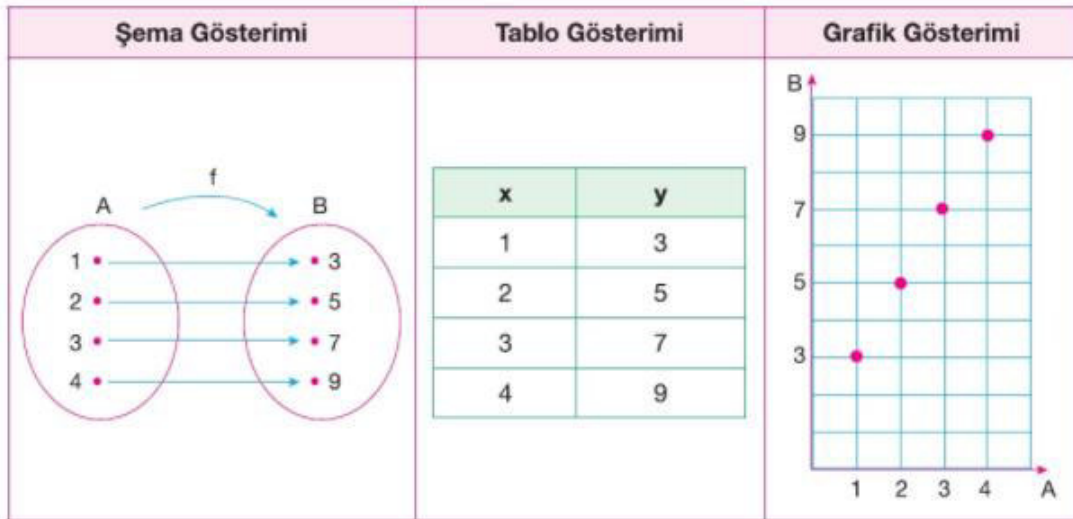 Şema Gösterimi
Tablo Gösterimi
Grafik Gösterimi
f
A
B
1 3
2 5
3 7
4 9
x y
1 3
2 5
3 7
4 9
B
9
7
5
3
1 2 3 4 A